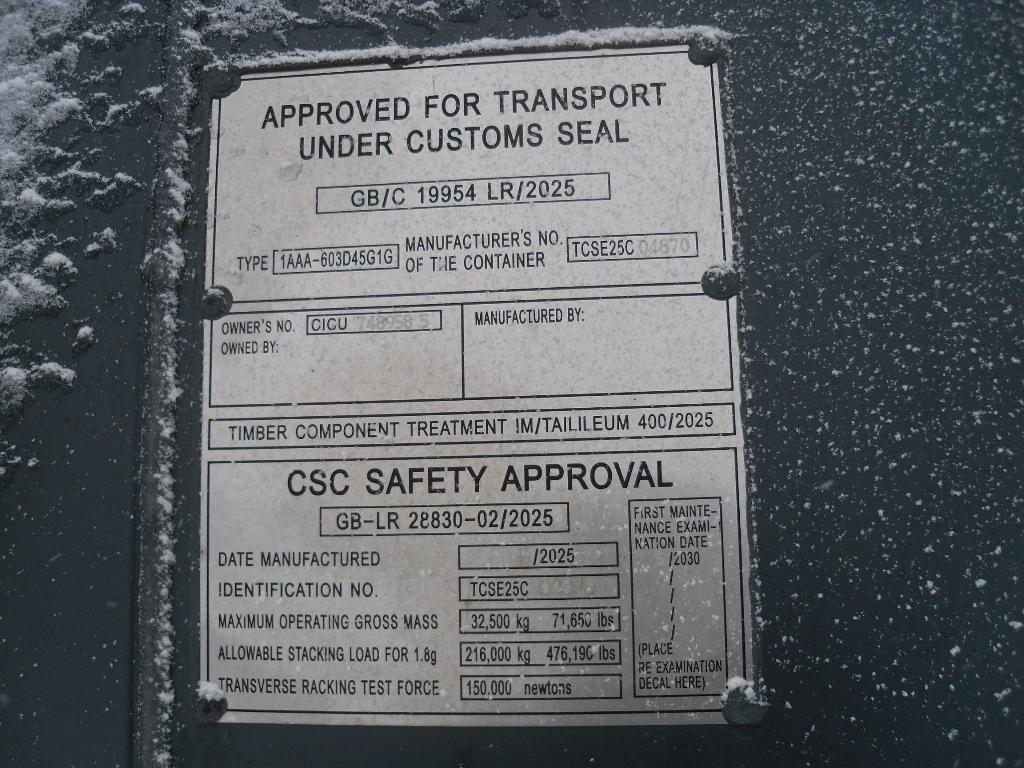 APPROVED FOR TRANSPORT
UNDER CUSTOMS SEAL
GB/C 19954 LR/2025
TYPE 1AAA-603D45G1G MANUFACTURER'S NO. OF THE CONTAINER TCSE25C 04870
OWNER'S NO. CICU 748958 5
OWNED BY:
MANUFACTURED BY:
TIMBER COMPONENT TREATMENT IM/TAILILEUM 400/2025
CSC SAFETY APPROVAL
GB-LR 28830-02/2025
DATE MANUFACTURED /2025
IDENTIFICATION NO. TCSE25C
MAXIMUM OPERATING GROSS MASS 32,500 kg 71,650 lbs
ALLOWABLE STACKING LOAD FOR 1.8g 216,000 kg 476,190 lbs
TRANSVERSE RACKING TEST FORCE 150,000 newtons
FIRST MAINTE-
NANCE EXAMI-
NATION DATE
/2030
/
/
/
/
(PLACE
RE EXAMINATION
DECAL HERE)